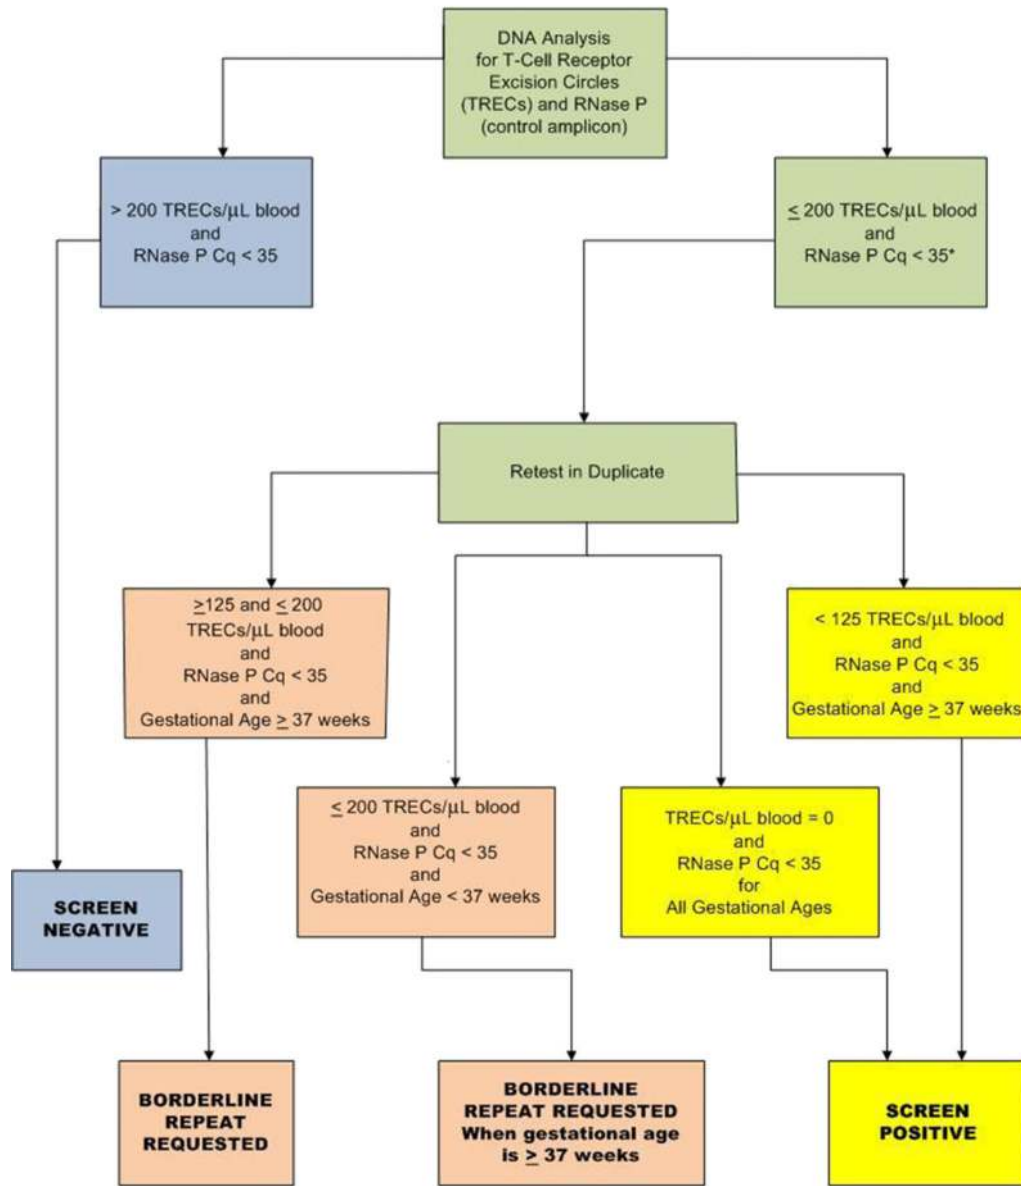 DNA Analysis
for T-Cell Receptor
Excision Circles
(TRECs) and RNase P
(control amplicon)
> 200 TRECs/μL blood
and
RNase P Cq < 35
≤ 200 TRECs/μL blood
and
RNase P Cq < 35*
Retest in Duplicate
≥125 and ≤ 200
TRECs/μL blood
and
RNase P Cq < 35
and
Gestational Age ≥ 37 weeks
< 125 TRECs/μL blood
and
RNase P Cq < 35
and
Gestational Age ≥ 37 weeks
≤ 200 TRECs/μL blood
and
RNase P Cq < 35
and
Gestational Age < 37 weeks
TRECs/μL blood = 0
and
RNase P Cq < 35
for
All Gestational Ages
SCREEN
NEGATIVE
BORDERLINE
REPEAT
REQUESTED
BORDERLINE
REPEAT REQUESTED
When gestational age
is ≥ 37 weeks
SCREEN
POSITIVE